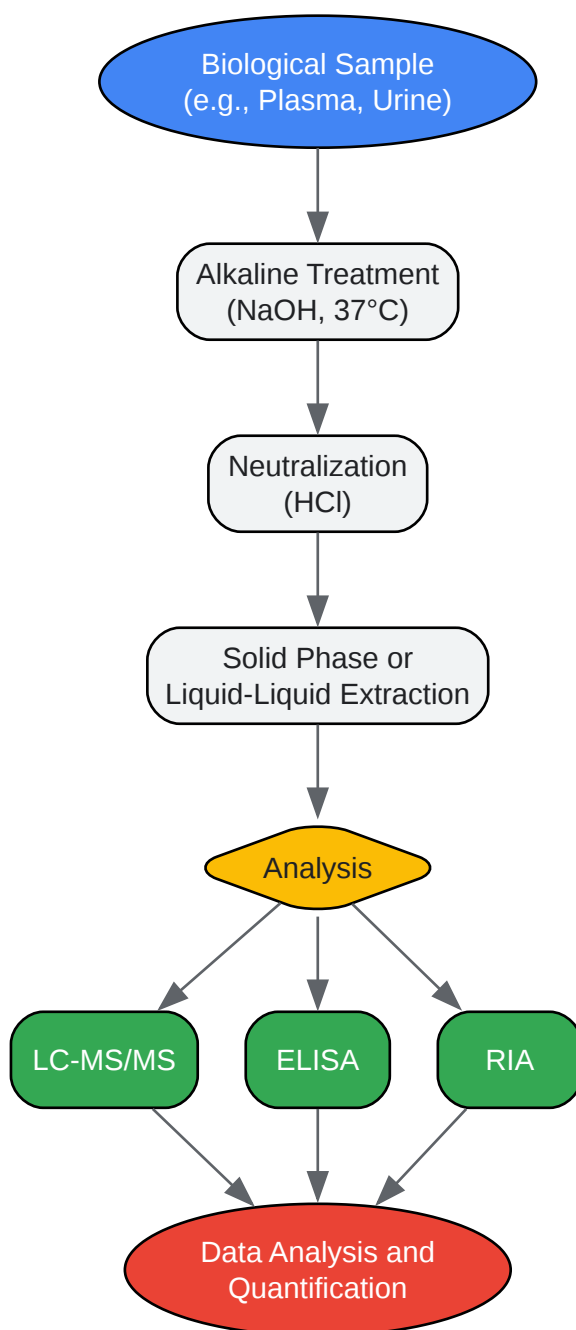 Biological Sample
(e.g., Plasma, Urine)
Alkaline Treatment
(NaOH, 37°C)
Neutralization
(HCl)
Solid Phase or
Liquid-Liquid Extraction
Analysis
LC-MS/MS
ELISA
RIA
Data Analysis and
Quantification